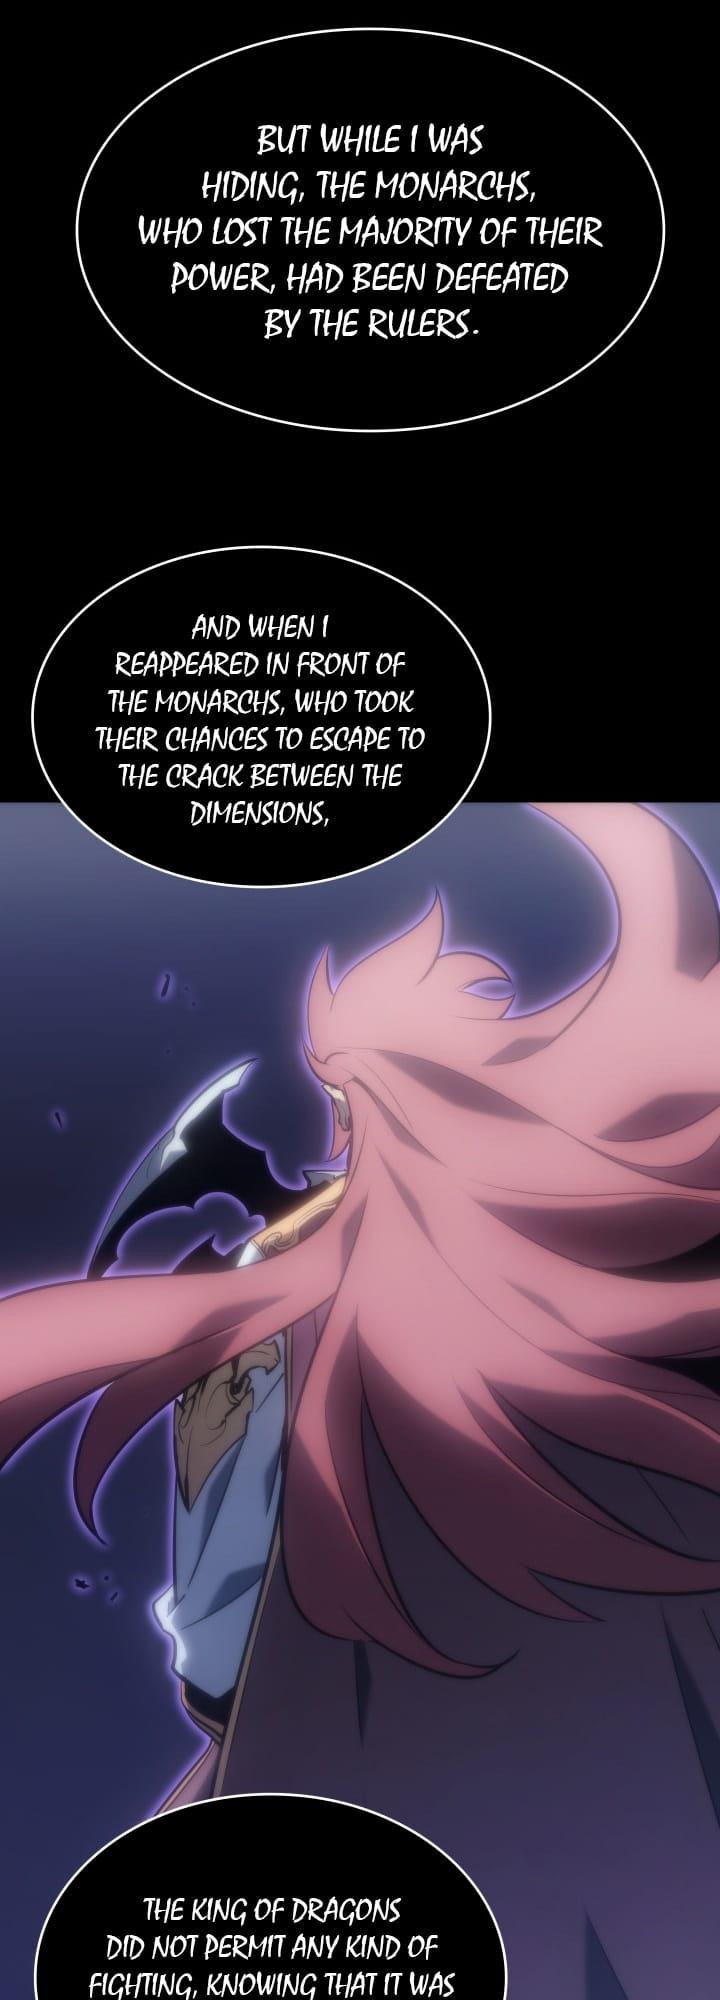 BUT WHILE I WAS
HIDING, THE MONARCHS,
WHO LOST THE MAJORITY OF THEIR
POWER, HAD BEEN DEFEATED
BY THE RULERS.
AND WHEN I
REAPPEARED IN FRONT OF
THE MONARCHS, WHO TOOK
THEIR CHANCES TO ESCAPE TO
THE CRACK BETWEEN THE
DIMENSIONS,
THE KING OF DRAGONS
DID NOT PERMIT ANY KIND OF
FIGHTING, KNOWING THAT IT WAS